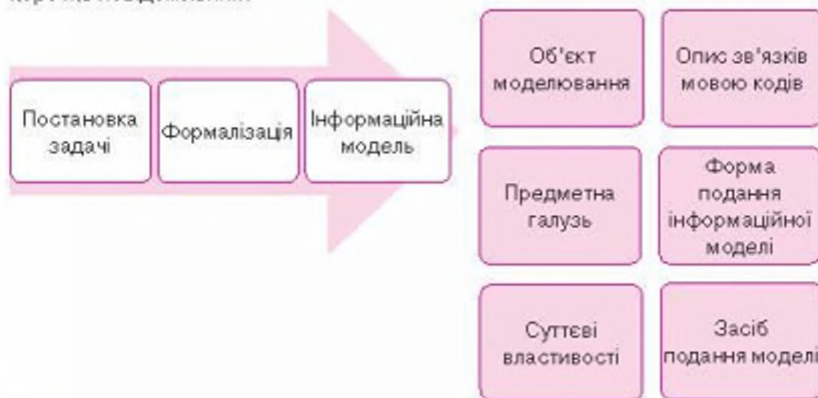 Постановка
задачі
Формалізація
Інформаційна
модель
Об'єкт
моделювання
Опис зв'язків
мовою кодів
Предметна
галузь
Форма
подання
інформаційної
моделі
Суттєві
властивості
Засіб
подання моделі